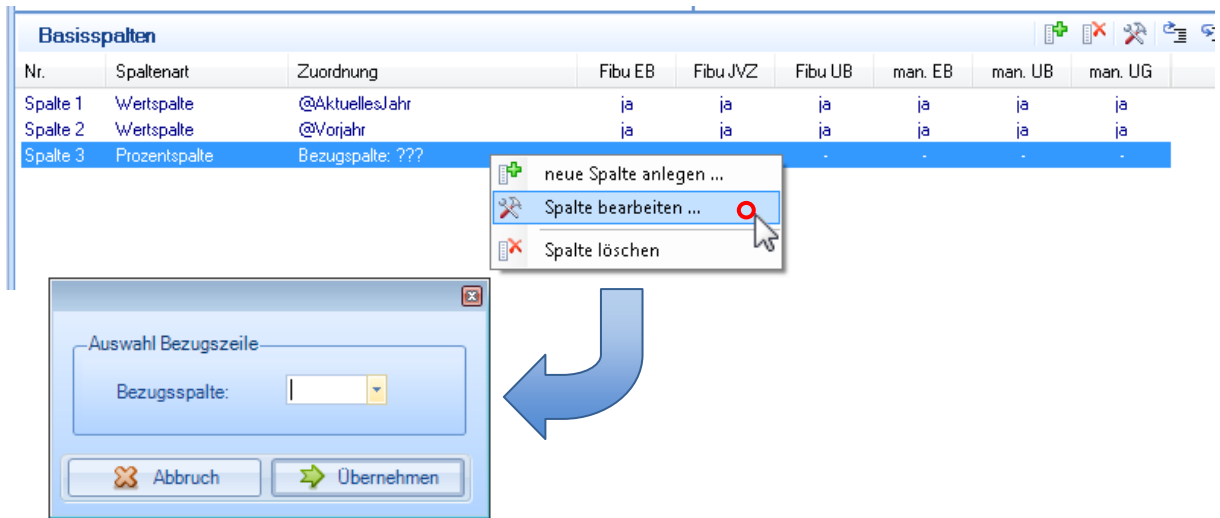 Basisspalten
Nr. Spaltenart Zuordnung Fibu EB Fibu JVZ Fibu UB man. EB man. UB man. UG
Spalte 1 Wertspalte @AktuellesJahr ja ja ja ja ja ja
Spalte 2 Wertspalte @Vorjahr ja ja ja ja ja ja
Spalte 3 Prozentspalte Bezugspalte: ??? - - - -
neue Spalte anlegen ...
Spalte bearbeiten ...
Spalte löschen
Auswahl Bezugszeile
Bezugsspalte:
Abbruch Übernehmen